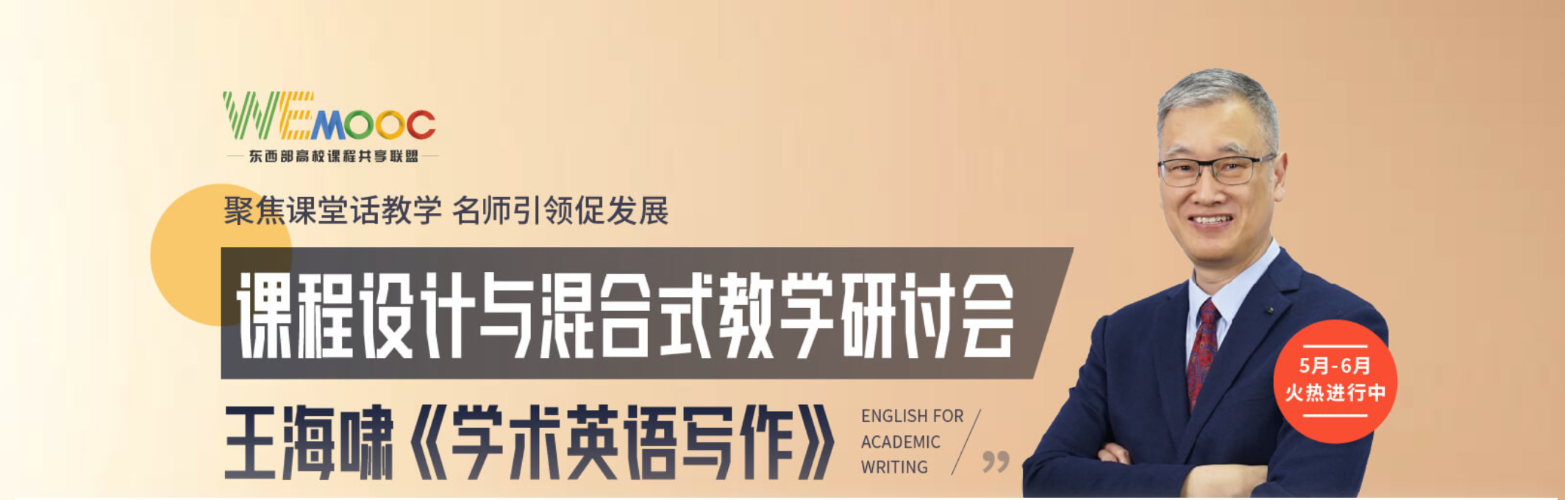 WEMOOC
东西部高校课程共享联盟
聚焦课堂话教学 名师引领促发展
课程设计与混合式教学研讨会
王海啸《学术英语写作》
ENGLISH FOR
ACADEMIC
WRITING
5月-6月
火热进行中